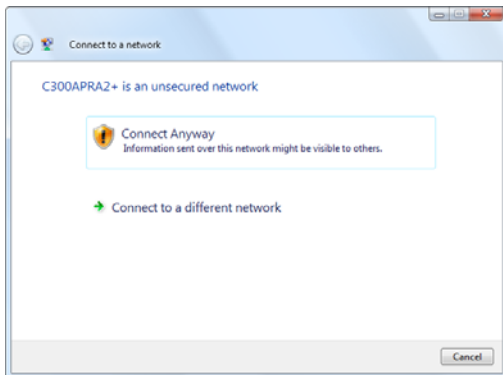 Connect to a network
C300APRA2+ is an unsecured network
Connect Anyway
Information sent over this network might be visible to others.
Connect to a different network
Cancel